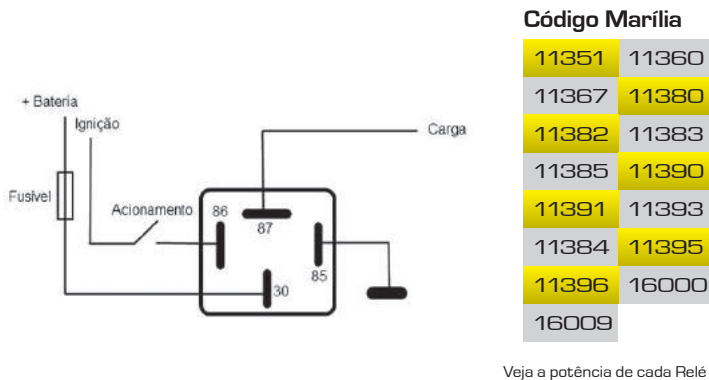 + Bateria
Ignição
Fusível
Acionamento
86
87
85
30
Carga
Código Marília
11351 11360
11367 11380
11382 11383
11385 11390
11391 11393
11384 11395
11396 16000
16009
Veja a potência de cada Relé